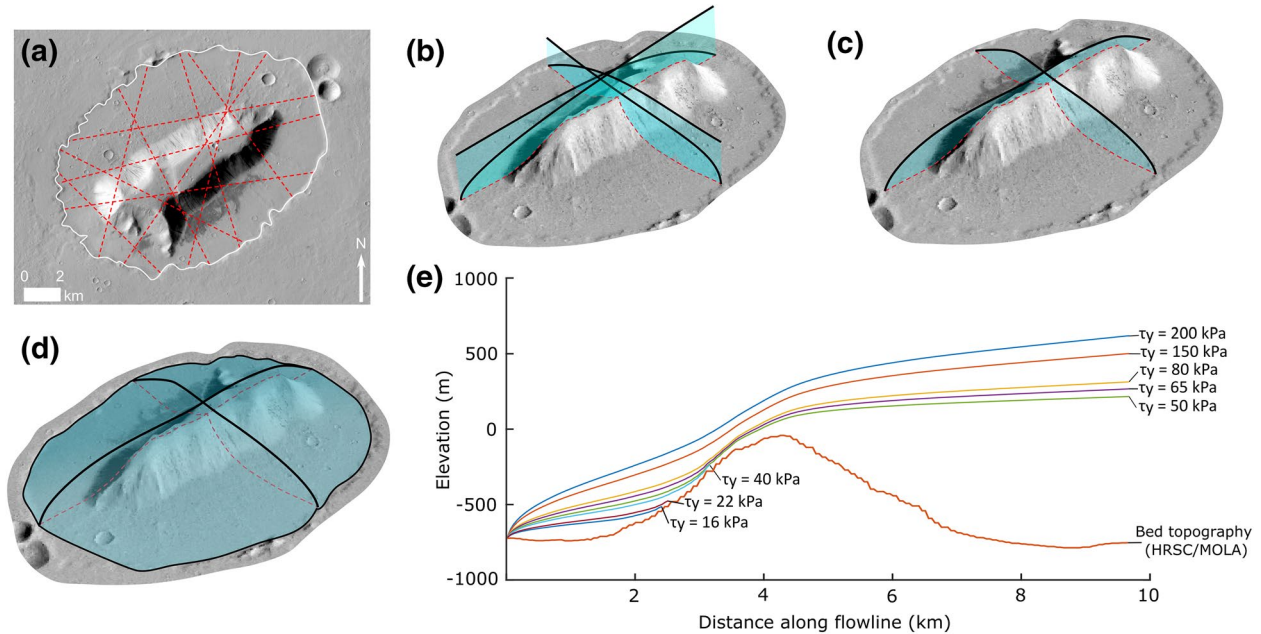 (a)
N
0 2
km
(b)
(c)
(d)
(e)
1000
500
0
-500
-1000
Elevation (m)
τy = 200 kPa
τy = 150 kPa
τy = 80 kPa
τy = 65 kPa
τy = 50 kPa
τy = 40 kPa
τy = 22 kPa
τy = 16 kPa
Bed topography
(HRSC/MOLA)
2 4 6 8 10
Distance along flowline (km)